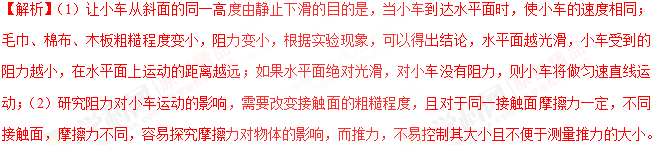 【解析】（1）让小车从斜面的同一高度由静止下滑的目的是，当小车到达水平面时，使小车的速度相同；
毛巾、棉布、木板粗糙程度变小，阻力变小，根据实验现象，可以得出结论，水平面越光滑，小车受到的
阻力越小，在水平面上运动的距离越远；如果水平面绝对光滑，对小车没有阻力，则小车将做匀速直线运
动；（2）研究阻力对小车运动的影响，需要改变接触面的粗糙程度，且对于同一接触面摩擦力一定，不同
接触面，摩擦力不同，容易探究摩擦力对物体的影响，而推力，不易控制其大小且不便于测量推力的大小。